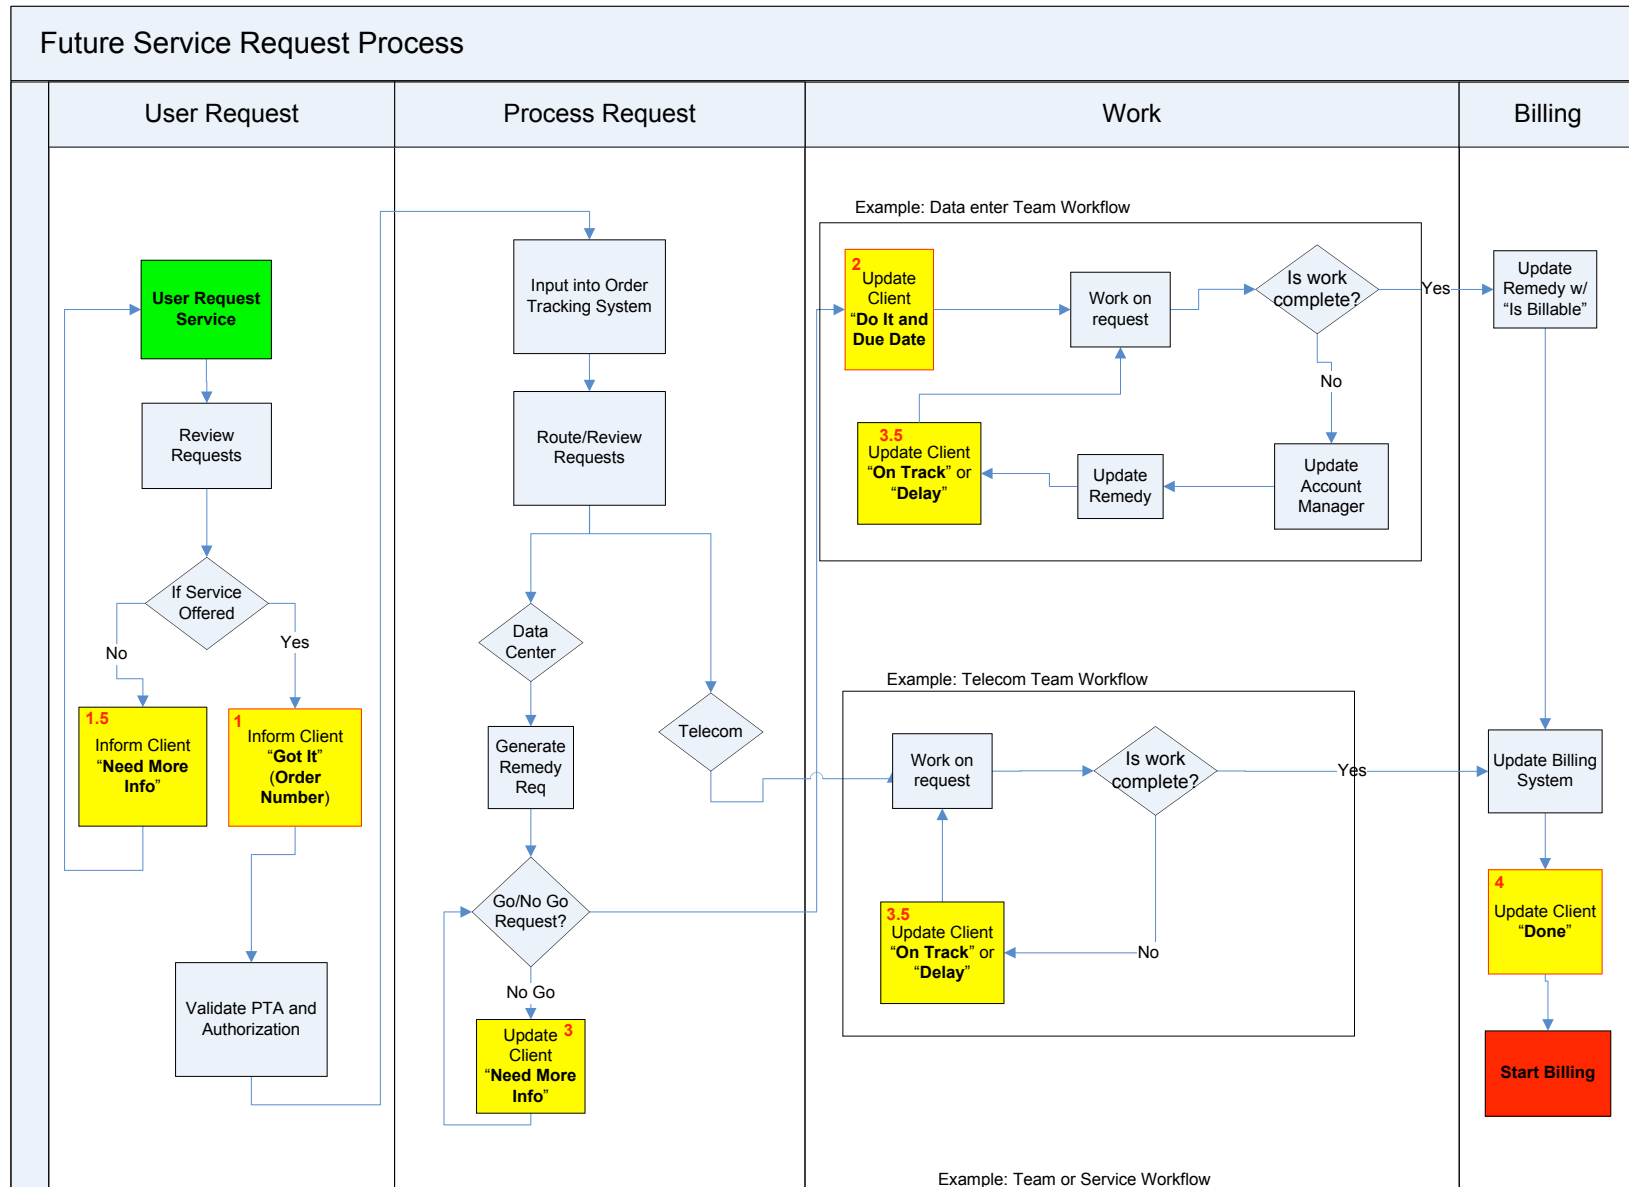 Future Service Request Process
User Request
Process Request
Work
Billing
User Request
Service
Review
Requests
If Service
Offered
No
Yes
1.5
Inform Client
“Need More
Info”
1
Inform Client
“Got It”
(Order
Number)
Validate PTA and
Authorization
Input into Order
Tracking System
Route/Review
Requests
Data
Center
Telecom
Generate
Remedy
Req
Go/No Go
Request?
No Go
3
Update
Client
“Need More
Info”
Example: Data enter Team Workflow
2
Update
Client
“Do It and
Due Date
Work on
request
Is work
complete?
Yes
No
3.5
Update Client
“On Track” or
“Delay”
Update
Remedy
Update
Account
Manager
Example: Telecom Team Workflow
Work on
request
Is work
complete?
Yes
No
3.5
Update Client
“On Track” or
“Delay”
Example: Team or Service Workflow
Update
Remedy w/
“Is Billable”
Update Billing
System
4
Update Client
“Done”
Start Billing